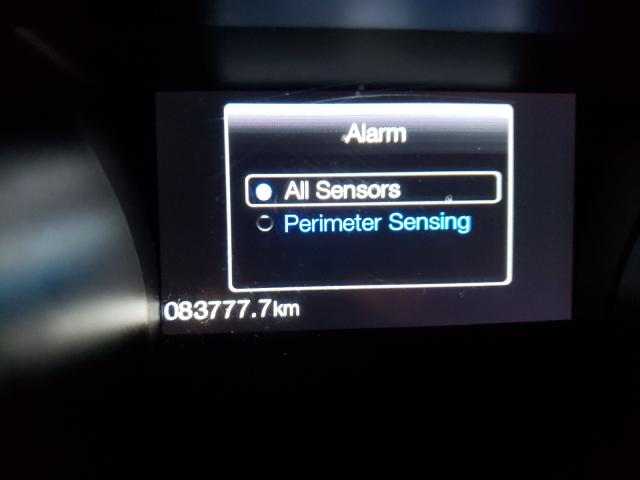 Alarm
All Sensors
Perimeter Sensing
083777.7km